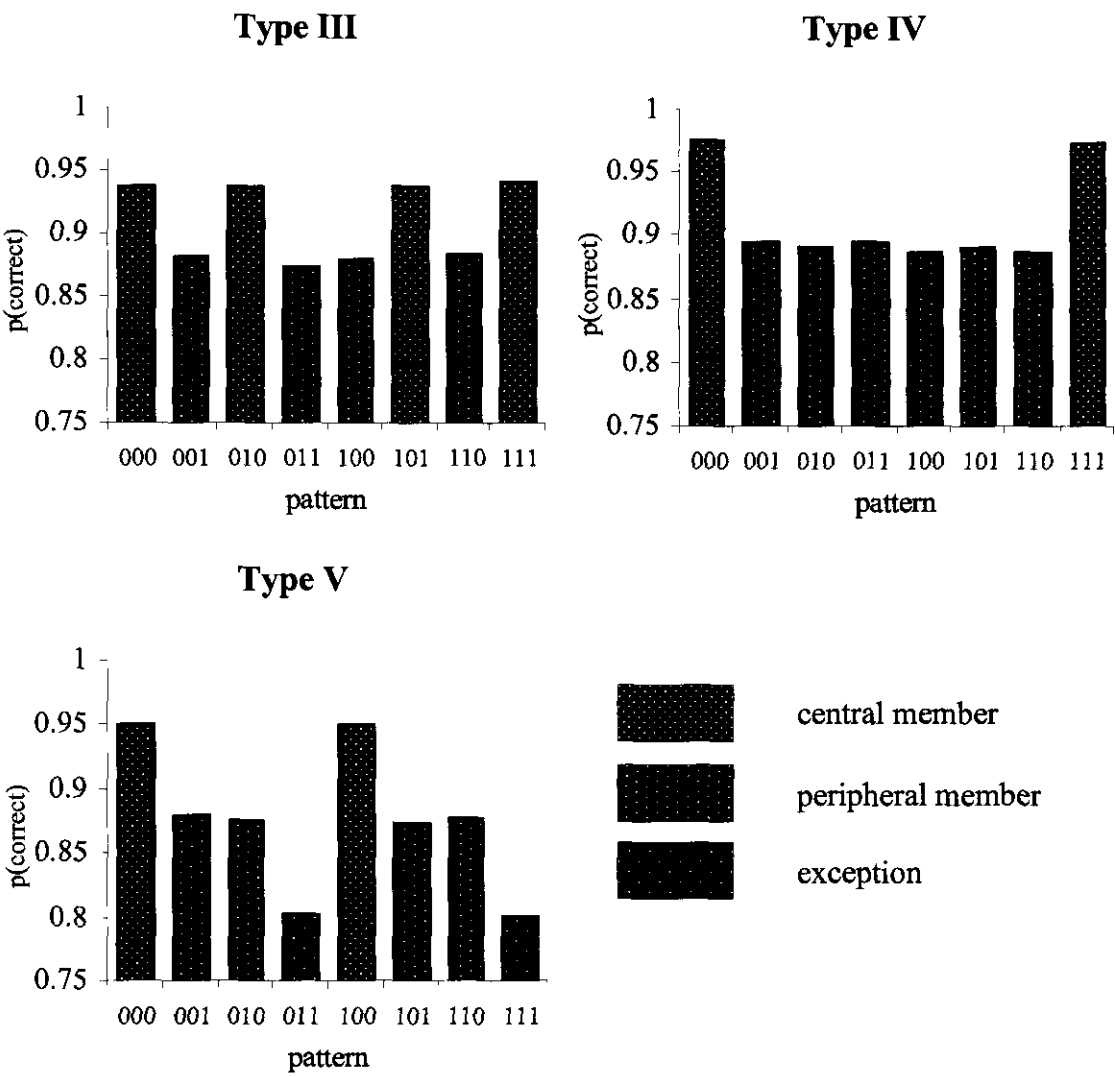 Type III
1
0.95
0.9
0.85
0.8
0.75
p(correct)
000 001 010 011 100 101 110 111
pattern
Type IV
1
0.95
0.9
0.85
0.8
0.75
p(correct)
000 001 010 011 100 101 110 111
pattern
Type V
1
0.95
0.9
0.85
0.8
0.75
p(correct)
000 001 010 011 100 101 110 111
pattern
central member
peripheral member
exception